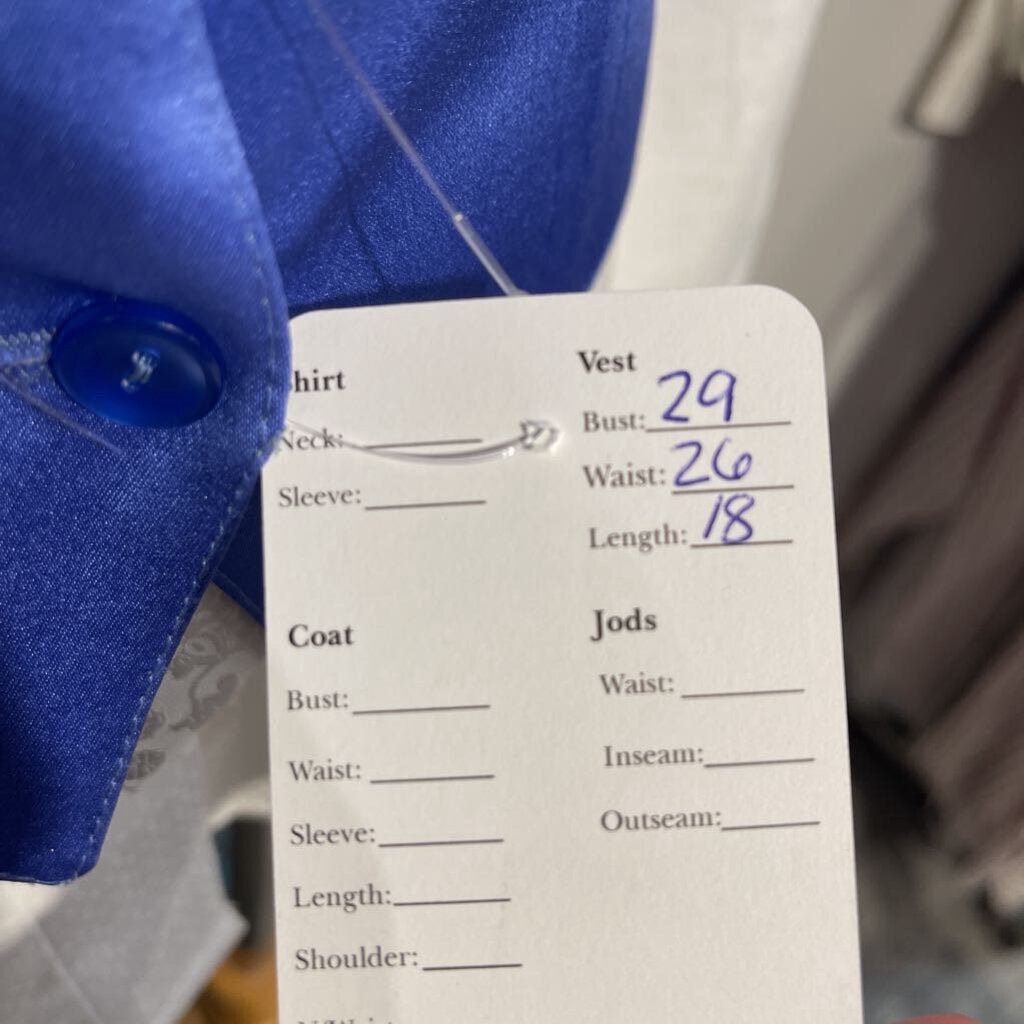 hirt
Neck:
Sleeve:
Vest
Bust: 29
Waist: 26
Length: 18
Coat
Bust:
Waist:
Sleeve:
Length:
Shoulder:
Jods
Waist:
Inseam:
Outseam: